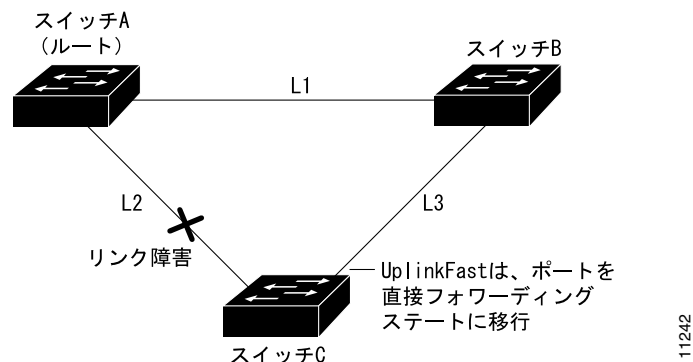 スイッチA
(ルート)
スイッチB
L1
L2
L3
リンク障害
UplinkFastは、ポートを
直接フォワーディング
ステートに移行
スイッチC
11242